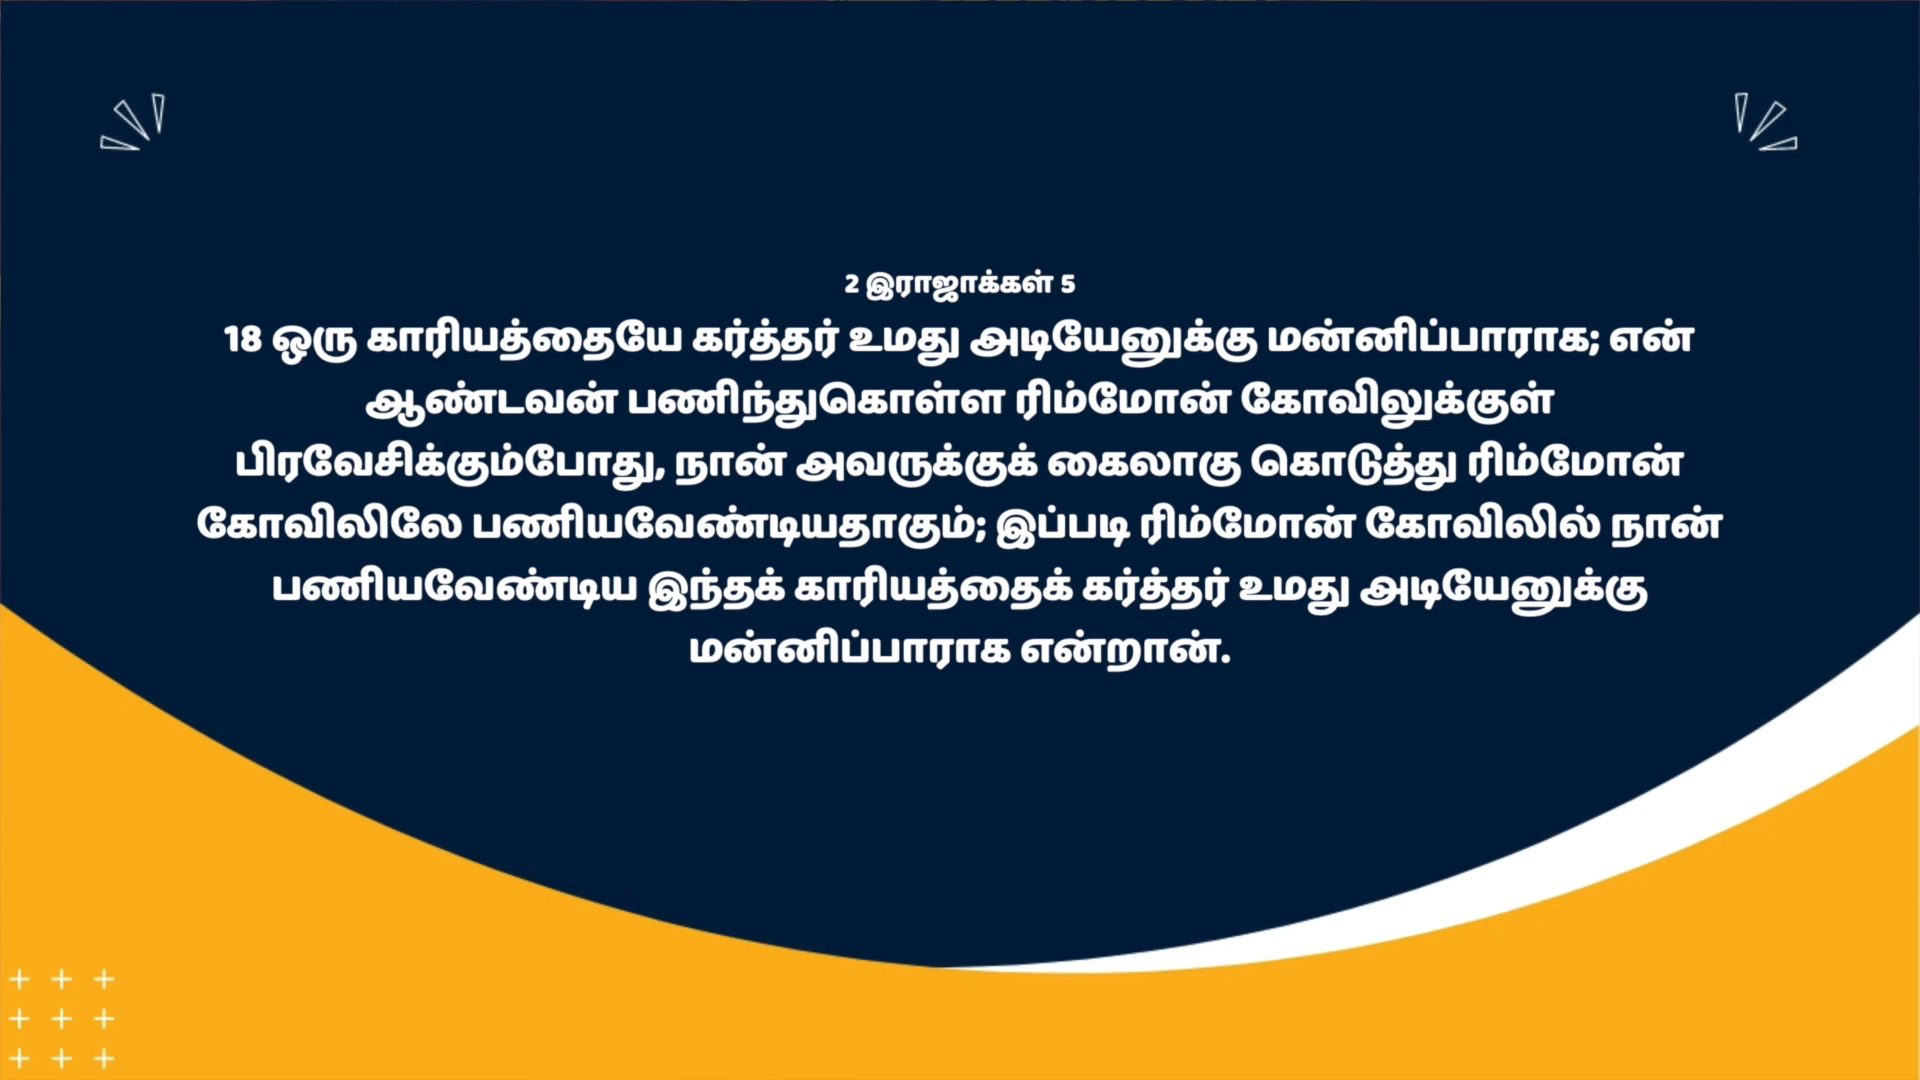 2 இராஜாக்கள் 5
18 ஒரு காரியத்தையே கர்த்தர் உமது அடியேனுக்கு மன்னிப்பாராக; என்
ஆண்டவன் பணிந்துகொள்ள ரிம்மோன் கோவிலுக்குள்
பிரவேசிக்கும்போது, நான் அவருக்குக் கைலாகு கொடுத்து ரிம்மோன்
கோவிலிலே பணியவேண்டியதாகும்; இப்படி ரிம்மோன் கோவிலில் நான்
பணியவேண்டிய இந்தக் காரியத்தைக் கர்த்தர் உமது அடியேனுக்கு
மன்னிப்பாராக என்றான்.